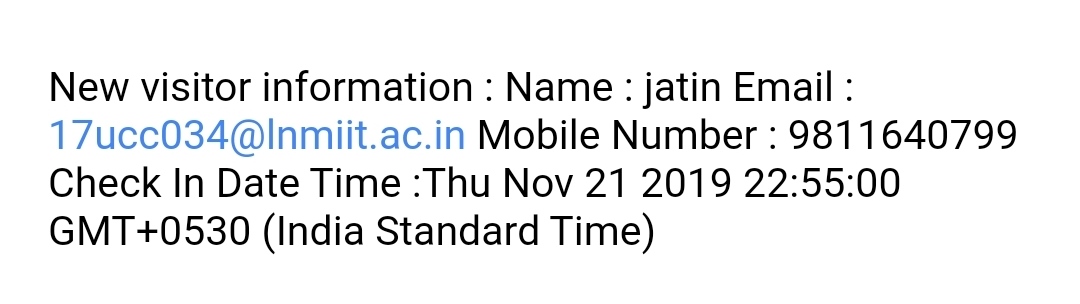 New visitor information : Name : jatin Email :
17ucc034@lnmiit.ac.in Mobile Number : 9811640799
Check In Date Time :Thu Nov 21 2019 22:55:00
GMT+0530 (India Standard Time)